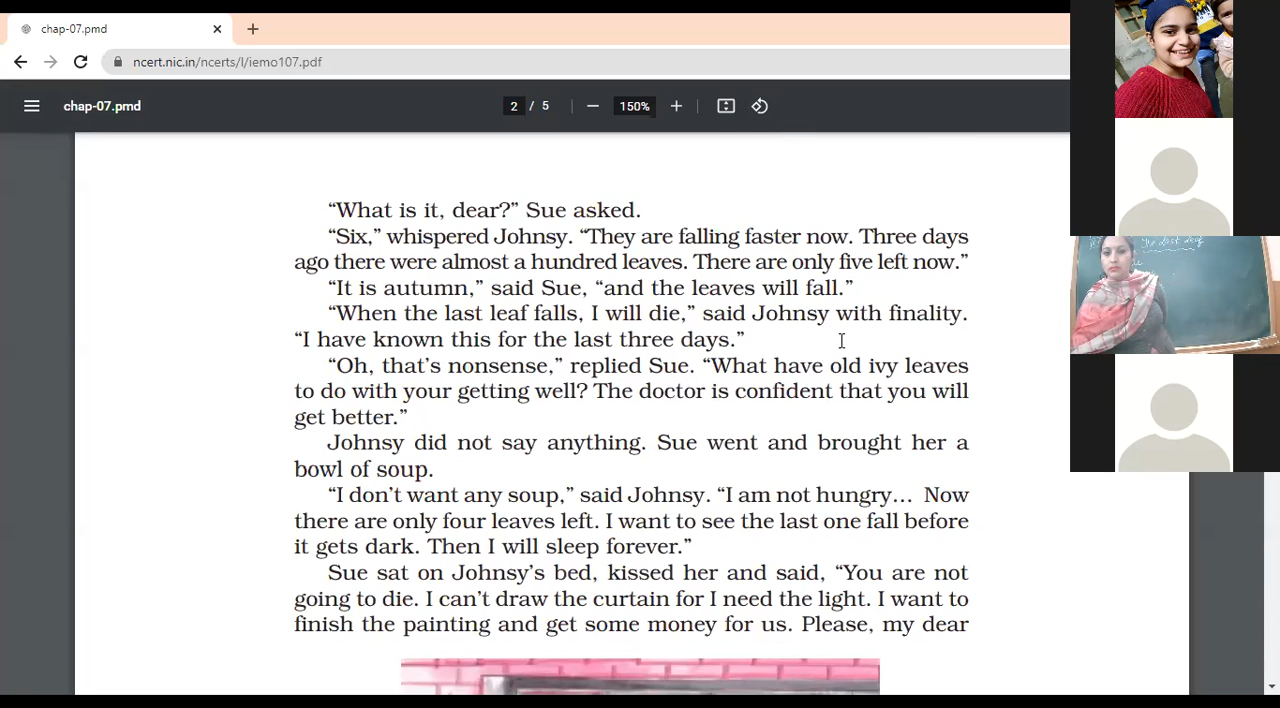 chap-07.pmd
ncert.nic.in/ncerts/l/iemo107.pdf
chap-07.pmd
2 / 5
150%
“What is it, dear?” Sue asked.
“Six,” whispered Johnsy. “They are falling faster now. Three days
ago there were almost a hundred leaves. There are only five left now.”
“It is autumn,” said Sue, “and the leaves will fall.”
“When the last leaf falls, I will die,” said Johnsy with finality.
“I have known this for the last three days.”
“Oh, that’s nonsense,” replied Sue. “What have old ivy leaves
to do with your getting well? The doctor is confident that you will
get better.”
Johnsy did not say anything. Sue went and brought her a
bowl of soup.
“I don’t want any soup,” said Johnsy. “I am not hungry… Now
there are only four leaves left. I want to see the last one fall before
it gets dark. Then I will sleep forever.”
Sue sat on Johnsy’s bed, kissed her and said, “You are not
going to die. I can’t draw the curtain for I need the light. I want to
finish the painting and get some money for us. Please, my dear
The Last Leaf